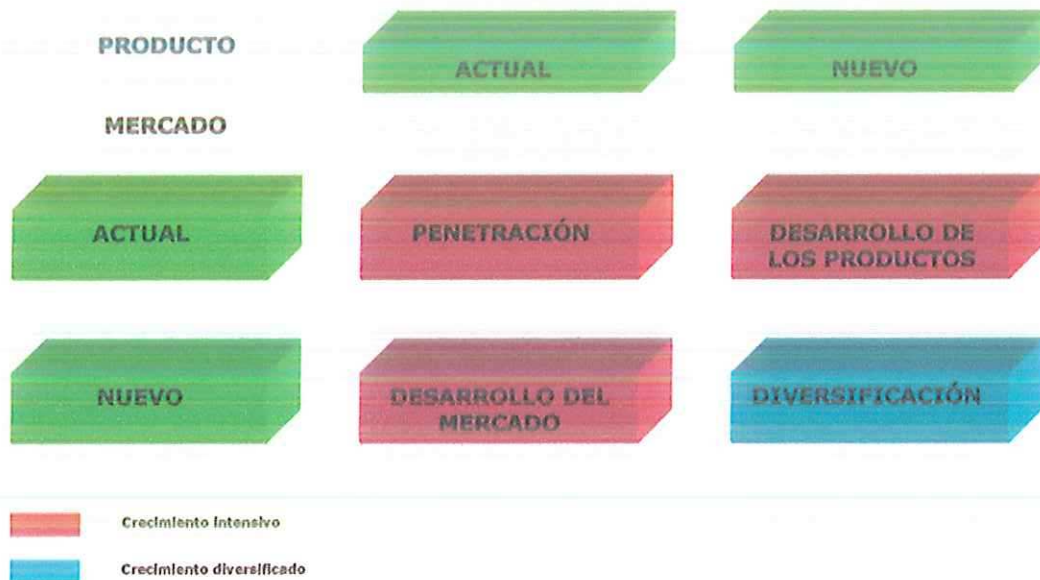 PRODUCTO
ACTUAL
NUEVO
MERCADO
ACTUAL
PENETRACIÓN
DESARROLLO DE
LOS PRODUCTOS
NUEVO
DESARROLLO DEL
MERCADO
DIVERSIFICACIÓN
Crecimiento intensivo
Crecimiento diversificado